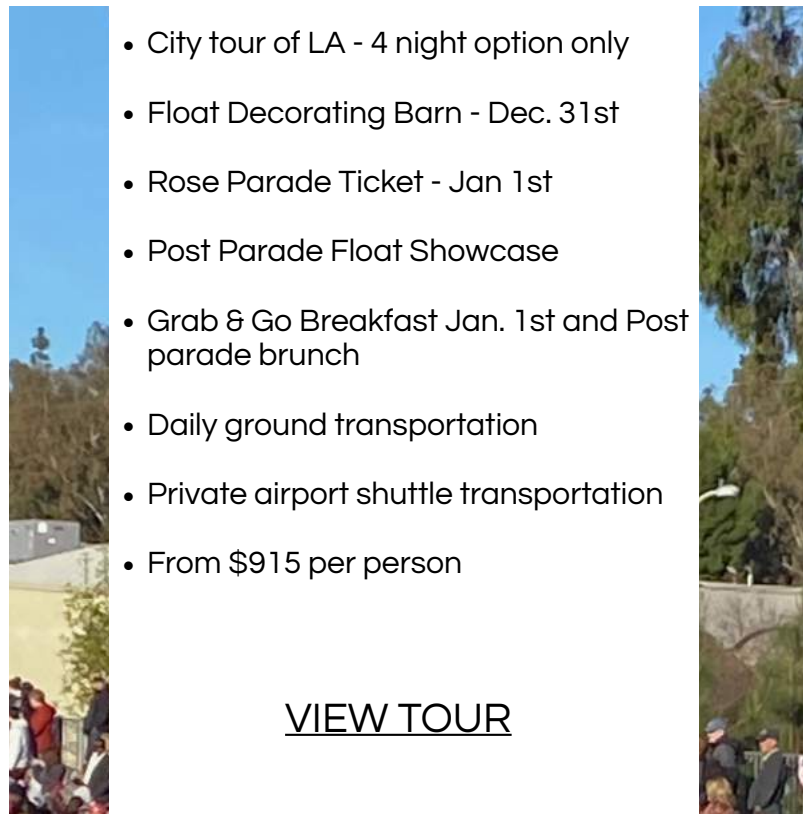 • City tour of LA - 4 night option only
• Float Decorating Barn - Dec. 31st
• Rose Parade Ticket - Jan 1st
• Post Parade Float Showcase
• Grab & Go Breakfast Jan. 1st and Post
parade brunch
• Daily ground transportation
• Private airport shuttle transportation
• From $915 per person
VIEW TOUR